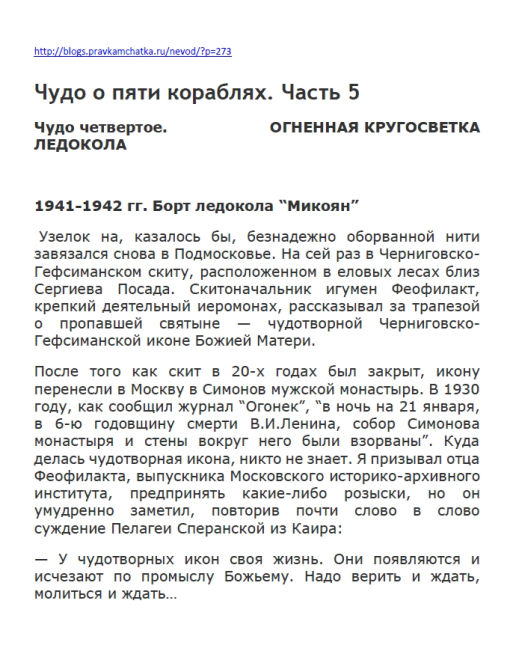 http://blogs.pravkamchatka.ru/nevod/?p=273
Чудо о пяти кораблях. Часть 5
Чудо четвертое. ОГНЕННАЯ КРУГОСВЕТКА
ЛЕДОКОЛА
1941-1942 гг. Борт ледокола “Микоян”
Узелок на, казалось бы, безнадежно оборванной нити
завязался снова в Подмосковье. На сей раз в Черниговско-
Гефсиманском скиту, расположенном в еловых лесах близ
Сергиева Посада. Скитоначальник игумен Феофилакт,
крепкий деятельный иеромонах, рассказывал за трапезой
о пропавшей святыне — чудотворной Черниговско-
Гефсиманской иконе Божией Матери.
После того как скит в 20-х годах был закрыт, икону
перенесли в Москву в Симонов мужской монастырь. В 1930
году, как сообщил журнал “Огонек”, “в ночь на 21 января,
в 6-ю годовщину смерти В.И.Ленина, собор Симонова
монастыря и стены вокруг него были взорваны”. Куда
делась чудотворная икона, никто не знает. Я призывал отца
Феофилакта, выпускника Московского историко-архивного
института, предпринять какие-либо розыски, но он
умудренно заметил, повторив почти слово в слово
суждение Пелагеи Сперанской из Каира:
— У чудотворных икон своя жизнь. Они появляются и
исчезают по промыслу Божьему. Надо верить и ждать,
молиться и ждать…